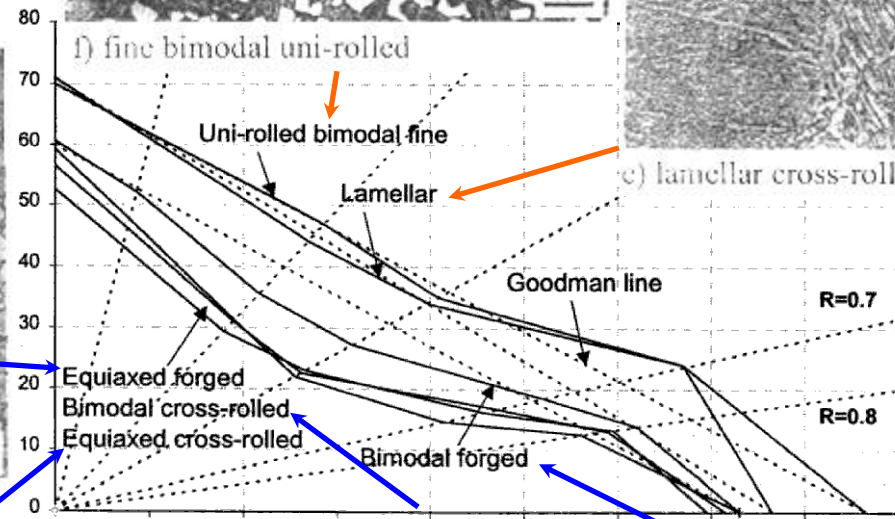 80
f) fine bimodal uni-rolled
70
60
Uni-rolled bimodal fine
c) lamellar cross-roll
50
Lamellar
40
Goodman line
30
R=0.7
20
Equiaxed forged
Bimodal cross-rolled
R=0.8
10
Equiaxed cross-rolled
Bimodal forged
0